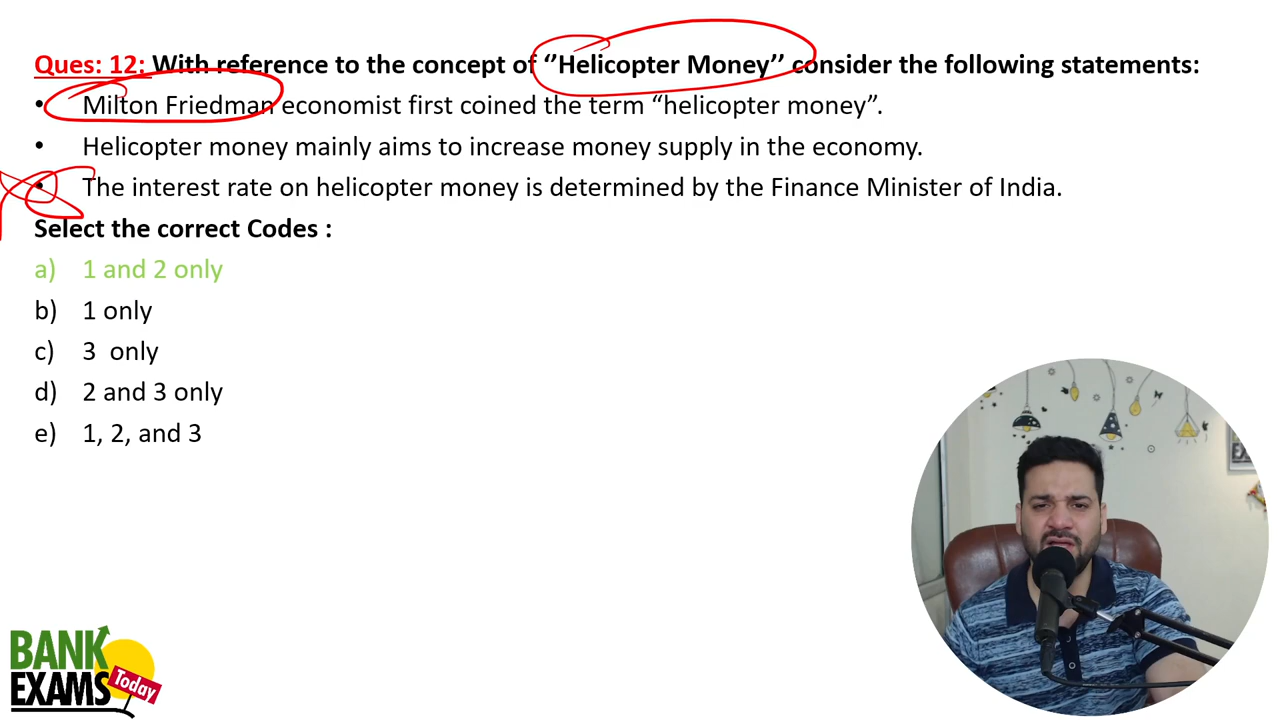 Ques: 12: With reference to the concept of ‘’Helicopter Money’’ consider the following statements:
• Milton Friedman economist first coined the term “helicopter money”.
• Helicopter money mainly aims to increase money supply in the economy.
• The interest rate on helicopter money is determined by the Finance Minister of India.
Select the correct Codes :
a) 1 and 2 only
b) 1 only
c) 3 only
d) 2 and 3 only
e) 1, 2, and 3
BANK
EXAMS
Today